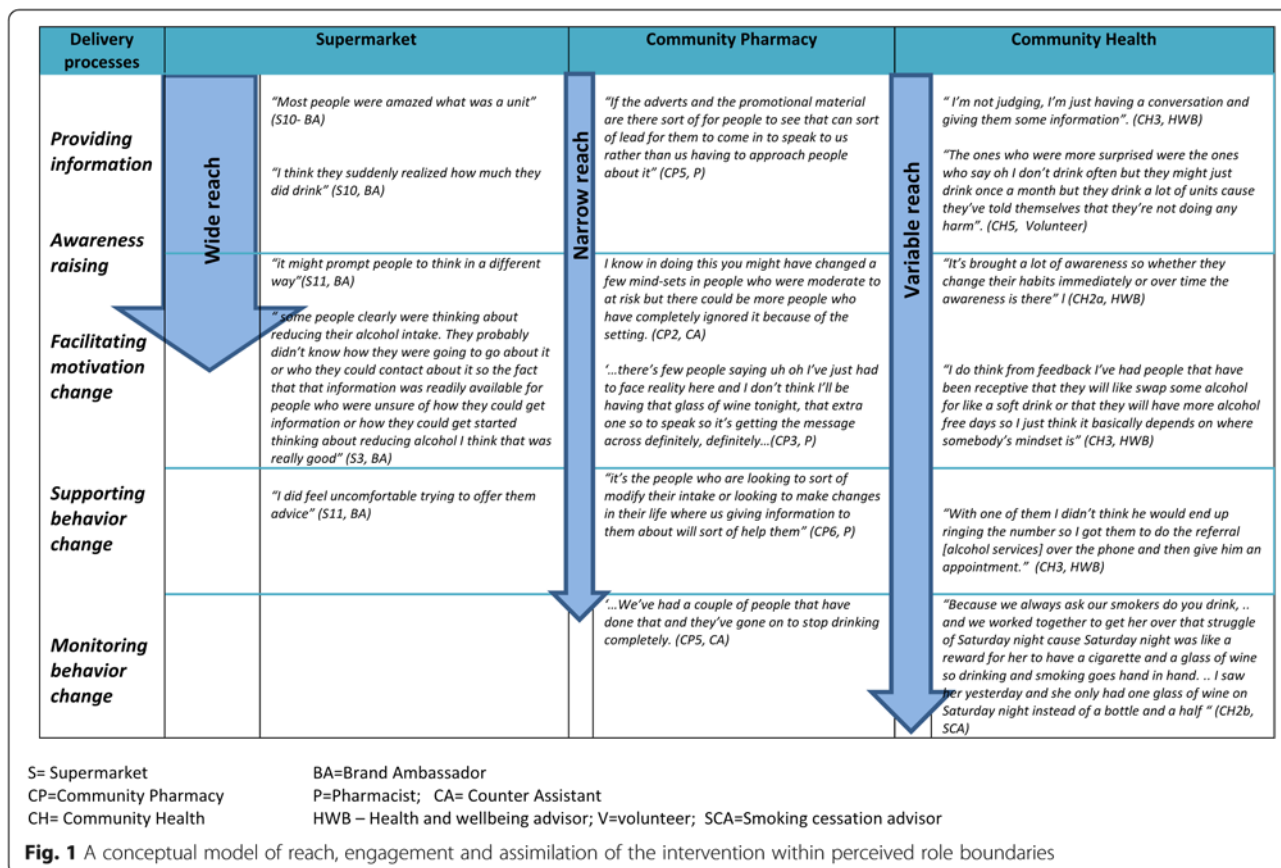 Delivery
processes
Supermarket
Community Pharmacy
Community Health
Providing
information
Awareness
raising
Facilitating
motivation
change
Supporting
behavior
change
Monitoring
behavior
change
Wide reach
“Most people were amazed what was a unit”
(S10- BA)
“I think they suddenly realized how much they
did drink” (S10, BA)
“it might prompt people to think in a different
way”(S11, BA)
“ some people clearly were thinking about
reducing their alcohol intake. They probably
didn’t know how they were going to go about it
or who they could contact about it so the fact
that that information was readily available for
people who were unsure of how they could get
information or how they could get started
thinking about reducing alcohol I think that was
really good” (S3, BA)
“I did feel uncomfortable trying to offer them
advice” (S11, BA)
Narrow reach
“If the adverts and the promotional material
are there sort of for people to see that can sort
of lead for them to come in to speak to us
rather than us having to approach people
about it” (CP5, P)
I know in doing this you might have changed a
few mind-sets in people who were moderate to
at risk but there could be more people who
have completely ignored it because of the
setting. (CP2, CA)
‘...there’s few people saying uh oh I’ve just had
to face reality here and I don’t think I’ll be
having that glass of wine tonight, that extra
one so to speak so it’s getting the message
across definitely, definitely...(CP3, P)
“it’s the people who are looking to sort of
modify their intake or looking to make changes
in their life where us giving information to
them about will sort of help them” (CP6, P)
‘...We’ve had a couple of people that have
done that and they’ve gone on to stop drinking
completely. (CP5, CA)
Variable reach
“ I’m not judging, I’m just having a conversation and
giving them some information”. (CH3, HWB)
“The ones who were more surprised were the ones
who say oh I don’t drink often but they might just
drink once a month but they drink a lot of units cause
they’ve told themselves that they’re not doing any
harm”. (CH5, Volunteer)
“It’s brought a lot of awareness so whether they
change their habits immediately or over time the
awareness is there” l (CH2a, HWB)
“I do think from feedback I’ve had people that have
been receptive that they will like swap some alcohol
for like a soft drink or that they will have more alcohol
free days so I just think it basically depends on where
somebody’s mindset is” (CH3, HWB)
“With one of them I didn’t think he would end up
ringing the number so I got them to do the referral
[alcohol services] over the phone and then give him an
appointment.” (CH3, HWB)
“Because we always ask our smokers do you drink, ..
and we worked together to get her over that struggle
of Saturday night cause Saturday night was like a
reward for her to have a cigarette and a glass of wine
so drinking and smoking goes hand in hand. .. I saw
her yesterday and she only had one glass of wine on
Saturday night instead of a bottle and a half “ (CH2b,
SCA)
S= Supermarket
BA=Brand Ambassador
CP=Community Pharmacy
P=Pharmacist; CA= Counter Assistant
CH= Community Health
HWB – Health and wellbeing advisor; V=volunteer; SCA=Smoking cessation advisor
Fig. 1 A conceptual model of reach, engagement and assimilation of the intervention within perceived role boundaries